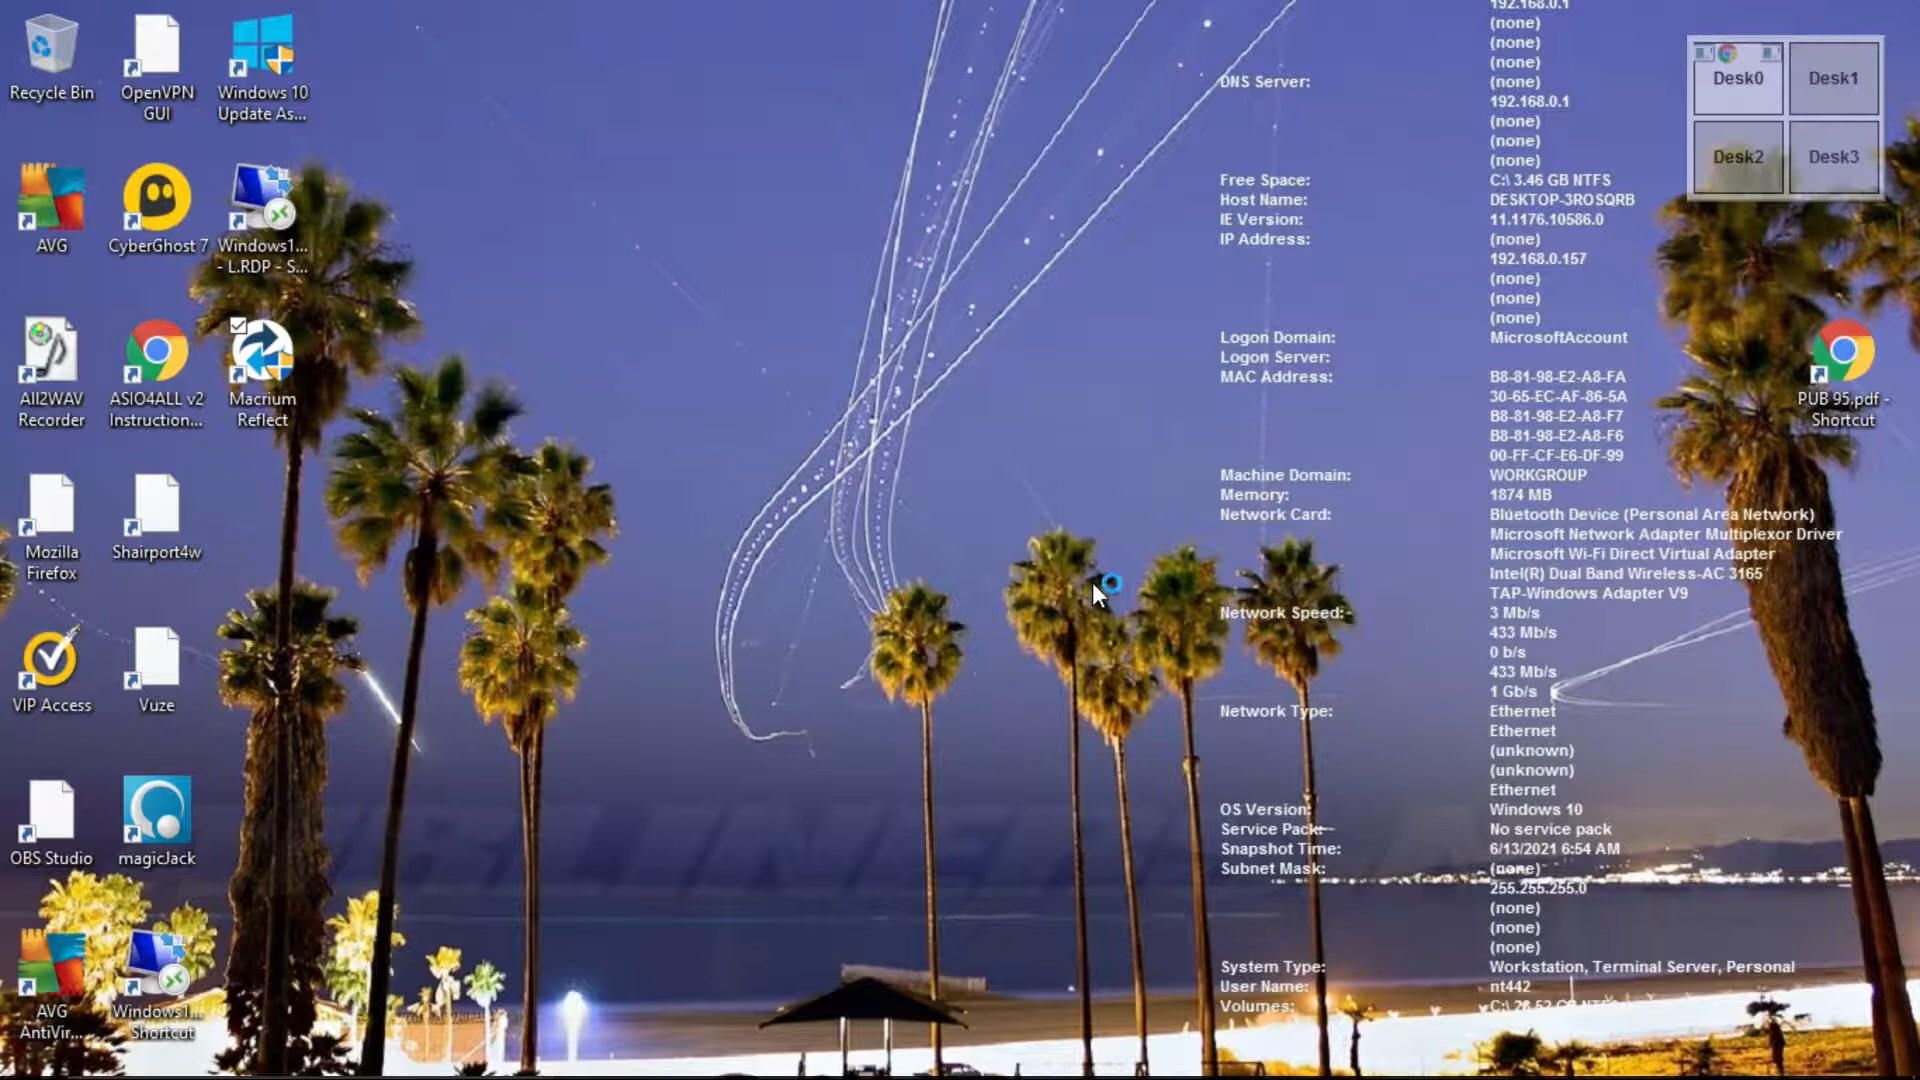 Recycle Bin
OpenVPN
GUI
Windows 10
Update As...
AVG
CyberGhost 7
Windows1...
- L.RDP - S...
All2WAV
Recorder
ASIO4ALL v2
Instruction...
Macrium
Reflect
Mozilla
Firefox
Shairport4w
VIP Access
Vuze
OBS Studio
magicJack
AVG
AntiVir...
Windows1...
- Shortcut
192.168.0.1
(none)
(none)
(none)
DNS Server: (none)
192.168.0.1
(none)
(none)
(none)
Free Space: C:\ 3.46 GB NTFS
Host Name: DESKTOP-3ROSQRB
IE Version: 11.1176.10586.0
IP Address: (none)
192.168.0.157
(none)
(none)
(none)
Logon Domain: MicrosoftAccount
Logon Server:
MAC Address: B8-81-98-E2-A8-FA
30-65-EC-AF-86-5A
B8-81-98-E2-A8-F7
B8-81-98-E2-A8-F6
00-FF-CF-E6-DF-99
Machine Domain: WORKGROUP
Memory: 1874 MB
Network Card: Bluetooth Device (Personal Area Network)
Microsoft Network Adapter Multiplexor Driver
Microsoft Wi-Fi Direct Virtual Adapter
Intel(R) Dual Band Wireless-AC 3165
TAP-Windows Adapter V9
Network Speed: 3 Mb/s
433 Mb/s
0 b/s
433 Mb/s
1 Gb/s
Network Type: Ethernet
Ethernet
(unknown)
(unknown)
Ethernet
OS Version: Windows 10
Service Pack: No service pack
Snapshot Time: 6/13/2021 6:54 AM
Subnet Mask: (none)
255.255.255.0
(none)
(none)
(none)
System Type: Workstation, Terminal Server, Personal
User Name: nt442
Volumes: C:\
Desk0
Desk1
Desk2
Desk3
PUB 95.pdf -
Shortcut